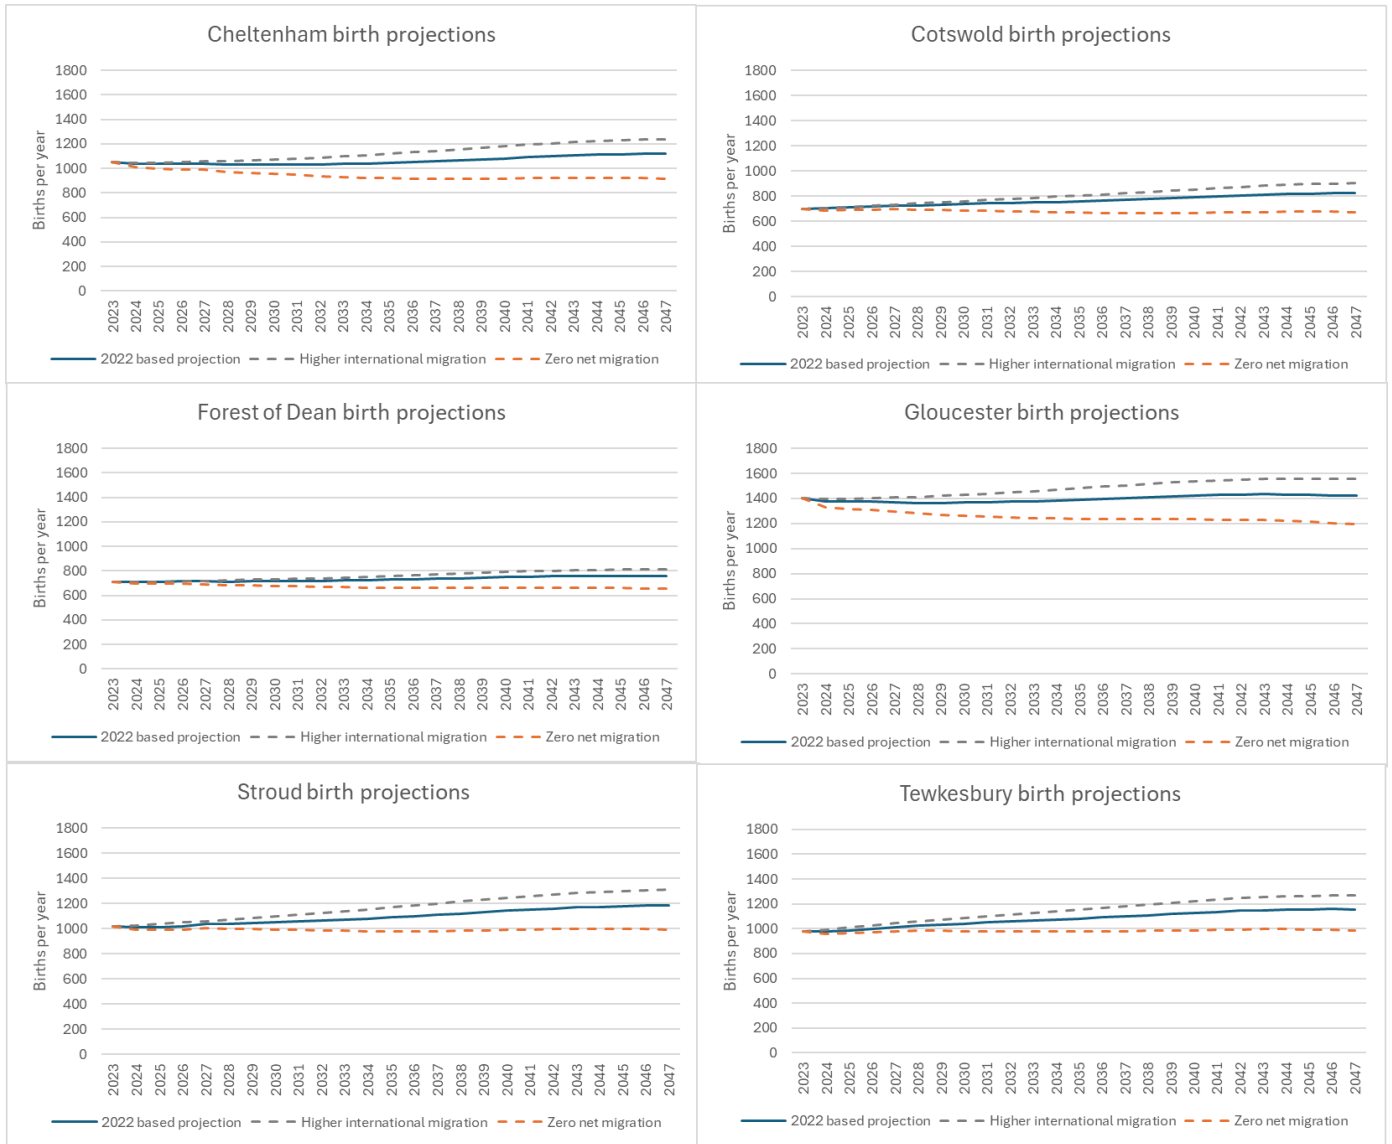 Cheltenham birth projections
Births per year
1800
1600
1400
1200
1000
800
600
400
200
0
2023 2024 2025 2026 2027 2028 2029 2030 2031 2032 2033 2034 2035 2036 2037 2038 2039 2040 2041 2042 2043 2044 2045 2046 2047
2022 based projection Higher international migration Zero net migration
Cotswold birth projections
Births per year
1800
1600
1400
1200
1000
800
600
400
200
0
2023 2024 2025 2026 2027 2028 2029 2030 2031 2032 2033 2034 2035 2036 2037 2038 2039 2040 2041 2042 2043 2044 2045 2046 2047
2022 based projection Higher international migration Zero net migration
Forest of Dean birth projections
Births per year
1800
1600
1400
1200
1000
800
600
400
200
0
2023 2024 2025 2026 2027 2028 2029 2030 2031 2032 2033 2034 2035 2036 2037 2038 2039 2040 2041 2042 2043 2044 2045 2046 2047
2022 based projection Higher international migration Zero net migration
Gloucester birth projections
Births per year
1800
1600
1400
1200
1000
800
600
400
200
0
2023 2024 2025 2026 2027 2028 2029 2030 2031 2032 2033 2034 2035 2036 2037 2038 2039 2040 2041 2042 2043 2044 2045 2046 2047
2022 based projection Higher international migration Zero net migration
Stroud birth projections
Births per year
1800
1600
1400
1200
1000
800
600
400
200
0
2023 2024 2025 2026 2027 2028 2029 2030 2031 2032 2033 2034 2035 2036 2037 2038 2039 2040 2041 2042 2043 2044 2045 2046 2047
2022 based projection Higher international migration Zero net migration
Tewkesbury birth projections
Births per year
1800
1600
1400
1200
1000
800
600
400
200
0
2023 2024 2025 2026 2027 2028 2029 2030 2031 2032 2033 2034 2035 2036 2037 2038 2039 2040 2041 2042 2043 2044 2045 2046 2047
2022 based projection Higher international migration Zero net migration